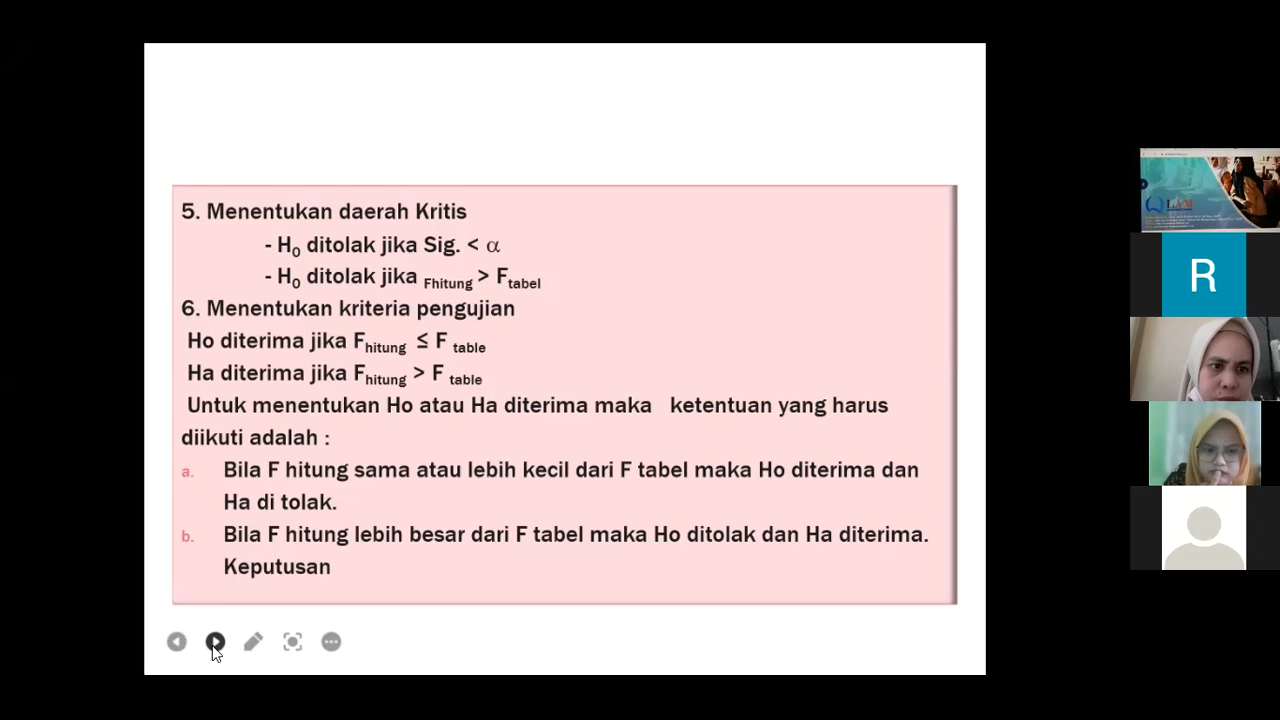 5. Menentukan daerah Kritis
- H0 ditolak jika Sig. < α
- H0 ditolak jika Fhitung > Ftabel
6. Menentukan kriteria pengujian
Ho diterima jika Fhitung ≤ F table
Ha diterima jika Fhitung > F table
Untuk menentukan Ho atau Ha diterima maka ketentuan yang harus
diikuti adalah :
a. Bila F hitung sama atau lebih kecil dari F tabel maka Ho diterima dan
Ha di tolak.
b. Bila F hitung lebih besar dari F tabel maka Ho ditolak dan Ha diterima.
Keputusan
R